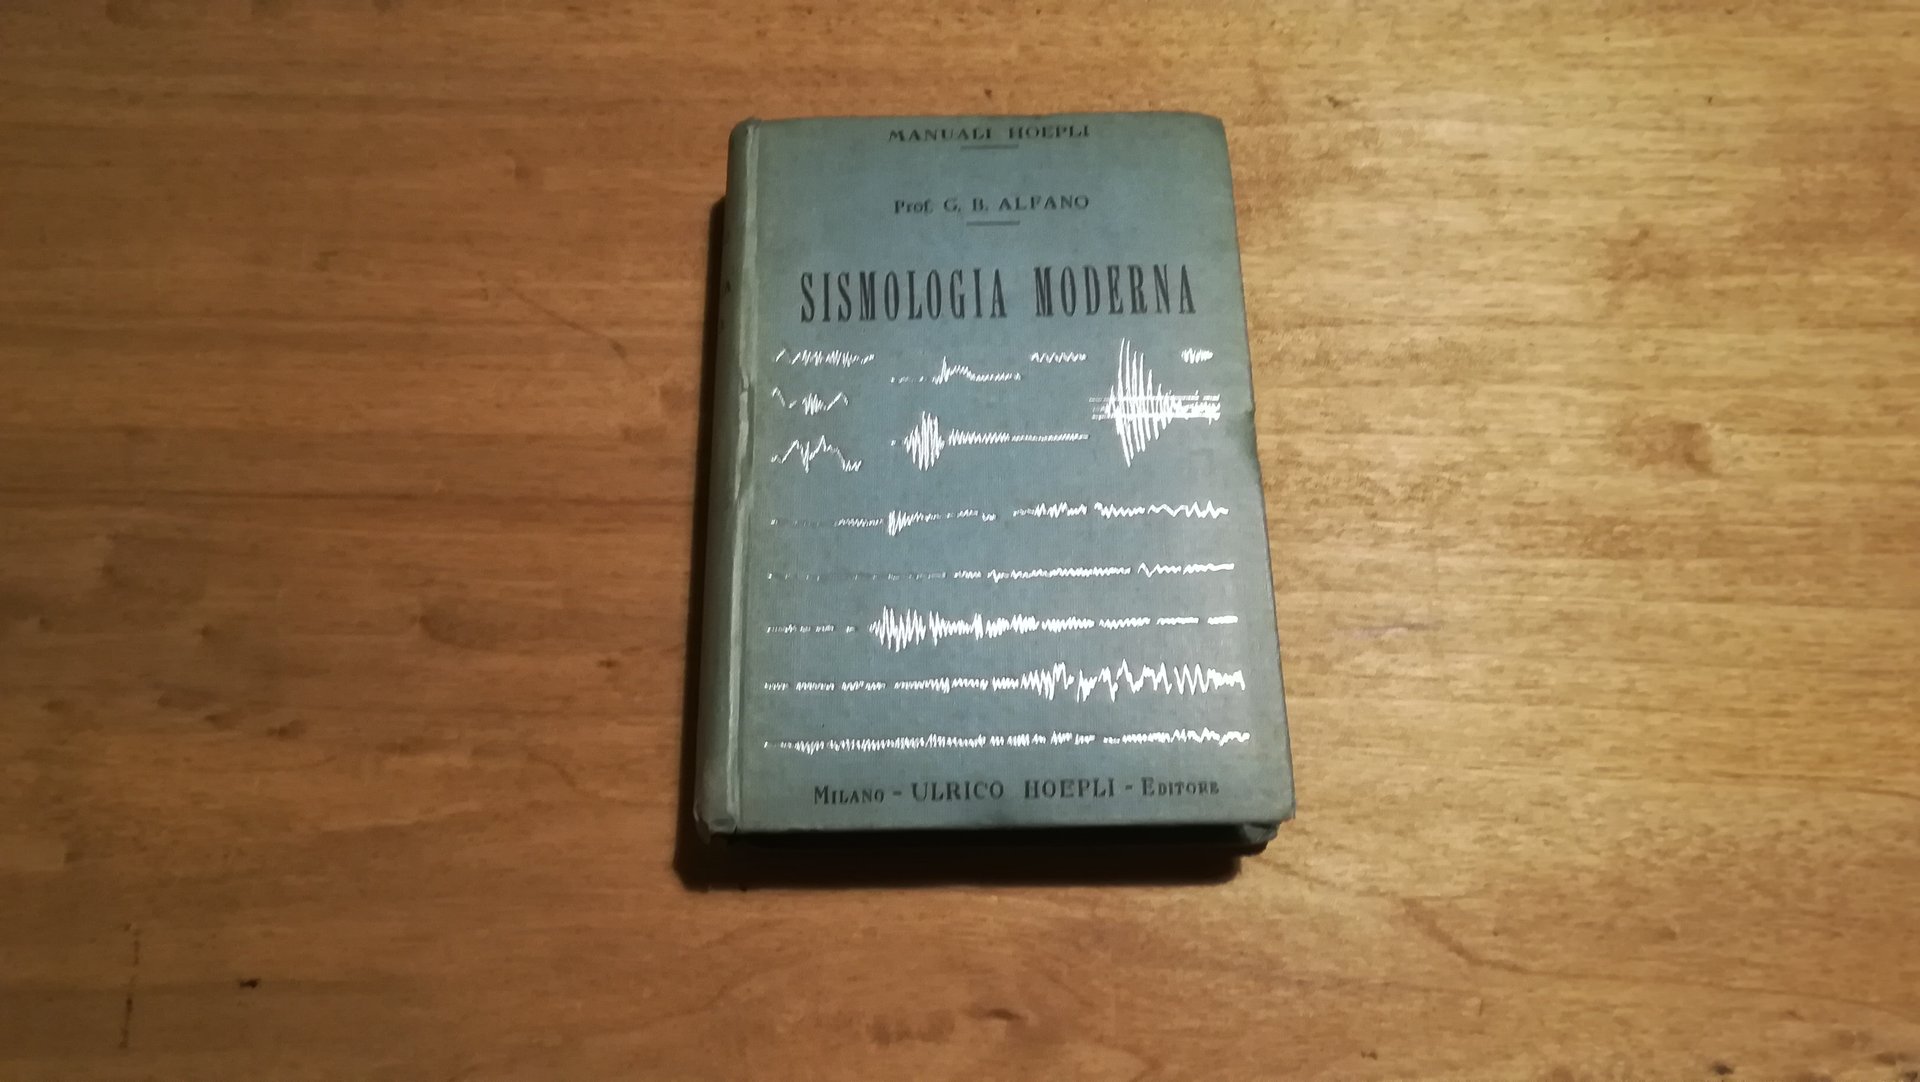 MANUALI HOEPLI
Prof. G. B. ALFANO
SISMOLOGIA MODERNA
MILANO - ULRICO HOEPLI - EDITORE